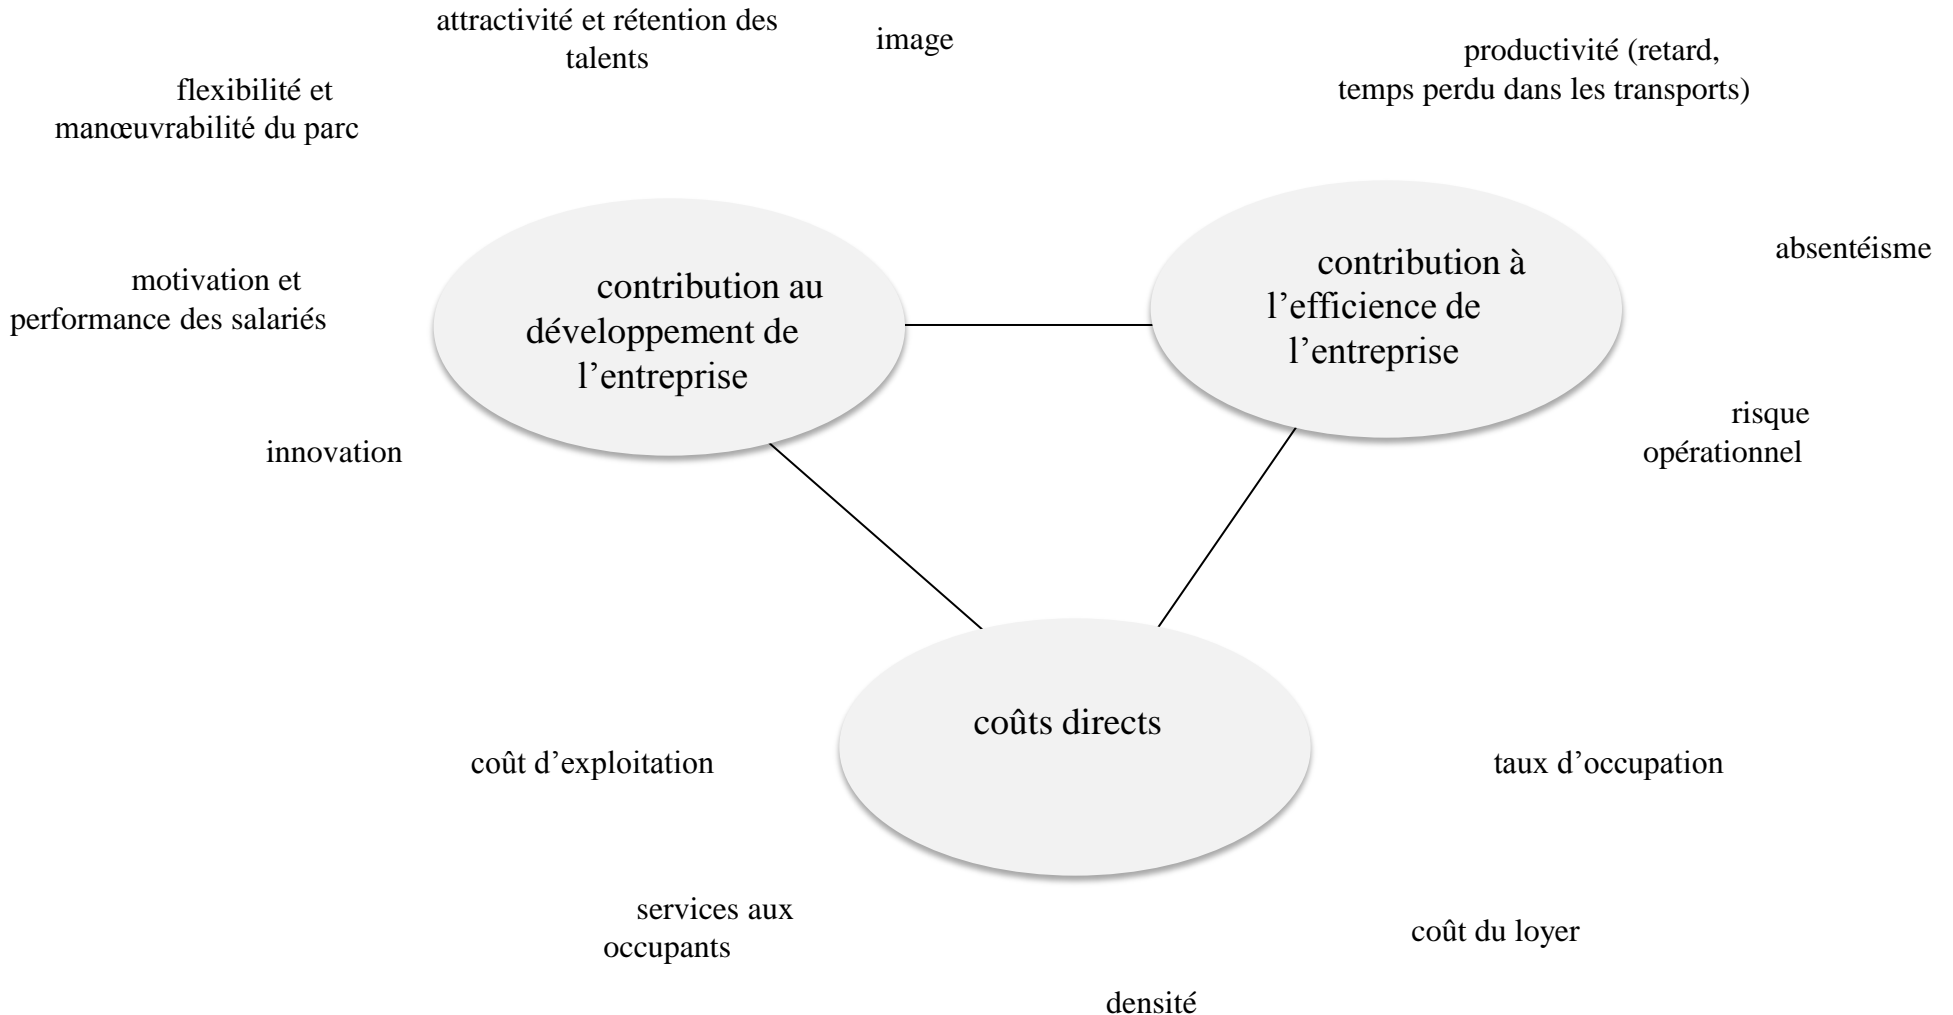 attractivité et rétention des
talents
image
productivité (retard,
temps perdu dans les transports)
flexibilité et
manœuvrabilité du parc
absentéisme
contribution à
l’efficience de
l’entreprise
contribution au
développement de
l’entreprise
motivation et
performance des salariés
risque
opérationnel
innovation
coûts directs
coût d’exploitation
taux d’occupation
services aux
occupants
coût du loyer
densité